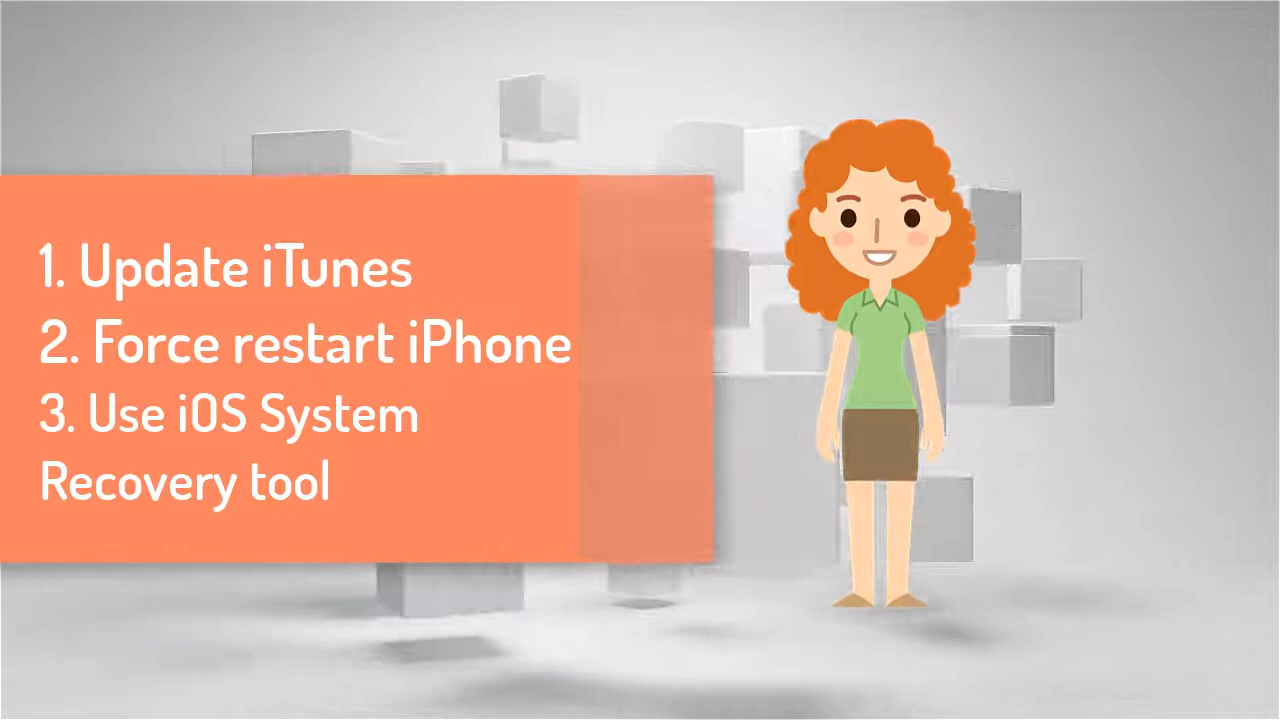 1. Update iTunes
2. Force restart iPhone
3. Use iOS System
Recovery tool